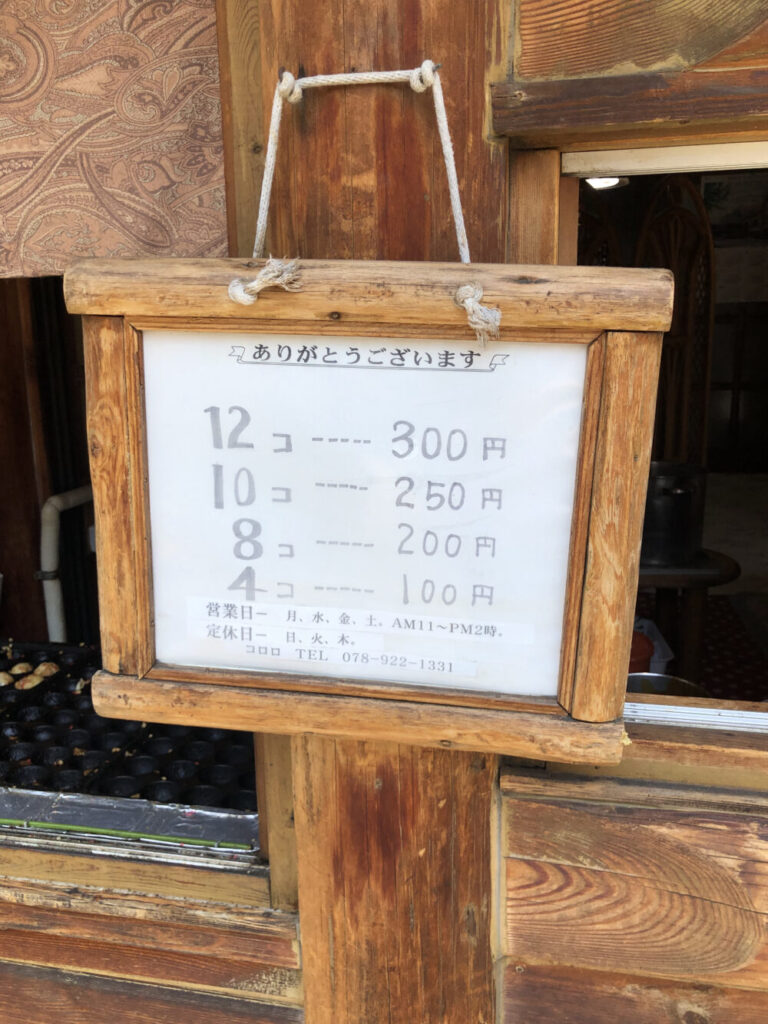 ありがとうございます
12コ ----- 300円
10コ ----- 250円
8コ ----- 200円
4コ ----- 100円
営業日ー 月、水、金、土。AM11〜PM2時。
定休日ー 日、火、木。
コロロ TEL 078-922-1331